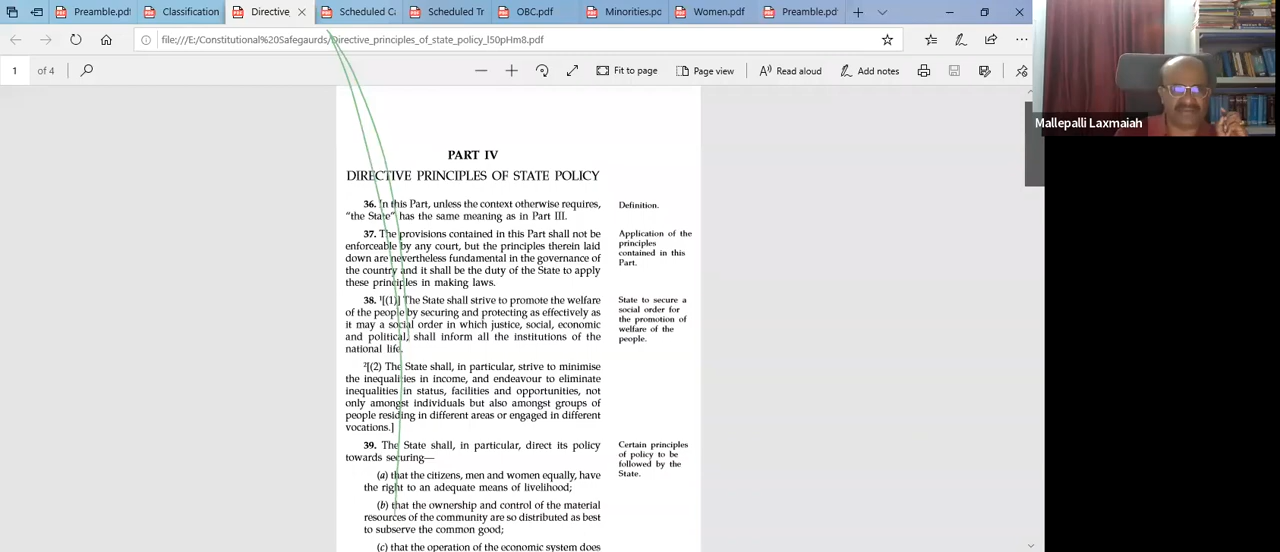 Preamble.pdf
Classification
Directive_
Scheduled Ca
Scheduled Tr
OBC.pdf
Minorities.pd
Women.pdf
Preamble.pdf
file:///E:/Constitutional%20Safegaurds/Directive_principles_of_state_policy_l50pHm8.pdf
1 of 4
Fit to page
Page view
Read aloud
Add notes
Mallepalli Laxmaiah
PART IV
DIRECTIVE PRINCIPLES OF STATE POLICY
36. In this Part, unless the context otherwise requires,
“the State” has the same meaning as in Part III.
Definition.
37. The provisions contained in this Part shall not be
enforceable by any court, but the principles therein laid
down are nevertheless fundamental in the governance of
the country and it shall be the duty of the State to apply
these principles in making laws.
Application of the
principles
contained in this
Part.
38. ¹[(1)] The State shall strive to promote the welfare
of the people by securing and protecting as effectively as
it may a social order in which justice, social, economic
and political, shall inform all the institutions of the
national life.
State to secure a
social order for
the promotion of
welfare of the
people.
²[(2) The State shall, in particular, strive to minimise
the inequalities in income, and endeavour to eliminate
inequalities in status, facilities and opportunities, not
only amongst individuals but also amongst groups of
people residing in different areas or engaged in different
vocations.]
39. The State shall, in particular, direct its policy
towards securing—
Certain principles
of policy to be
followed by the
State.
(a) that the citizens, men and women equally, have
the right to an adequate means of livelihood;
(b) that the ownership and control of the material
resources of the community are so distributed as best
to subserve the common good;
(c) that the operation of the economic system does